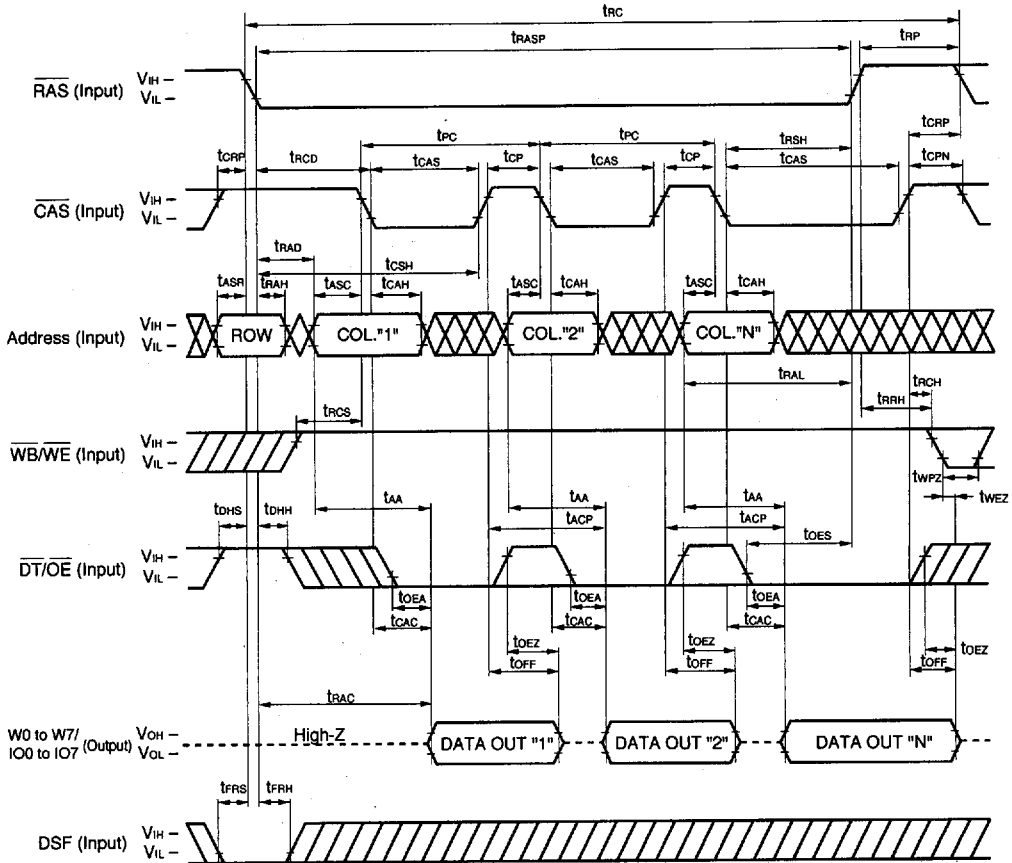 tRC
tRASP tRP
RAS (Input) VIH –
VIL –
tCRP
tPC tPC tRSH
tCRP tRCD tCAS tCP tCAS tCP tCAS tCPN
CAS (Input) VIH –
VIL –
tRAD
tCSH
tASR tRAH tASC tCAH tASC tCAH tASC tCAH
Address (Input) VIH –
VIL –
ROW COL."1" COL."2" COL."N"
tRAL
tRCH
tRCS tRRH
WB/WE (Input) VIH –
VIL –
tWPZ
tWEZ
tAA tAA tAA
tDHS tDHH tACP tACP
tOES
DT/OE (Input) VIH –
VIL –
tOEA tOEA tOEA
tCAC tCAC tCAC
tOEZ tOEZ tOEZ
tOFF tOFF tOFF
tRAC
W0 to W7/
IO0 to IO7 (Output) VOH –
VOL –
High-Z DATA OUT "1" DATA OUT "2" DATA OUT "N"
tFRS tFRH
DSF (Input) VIH –
VIL –